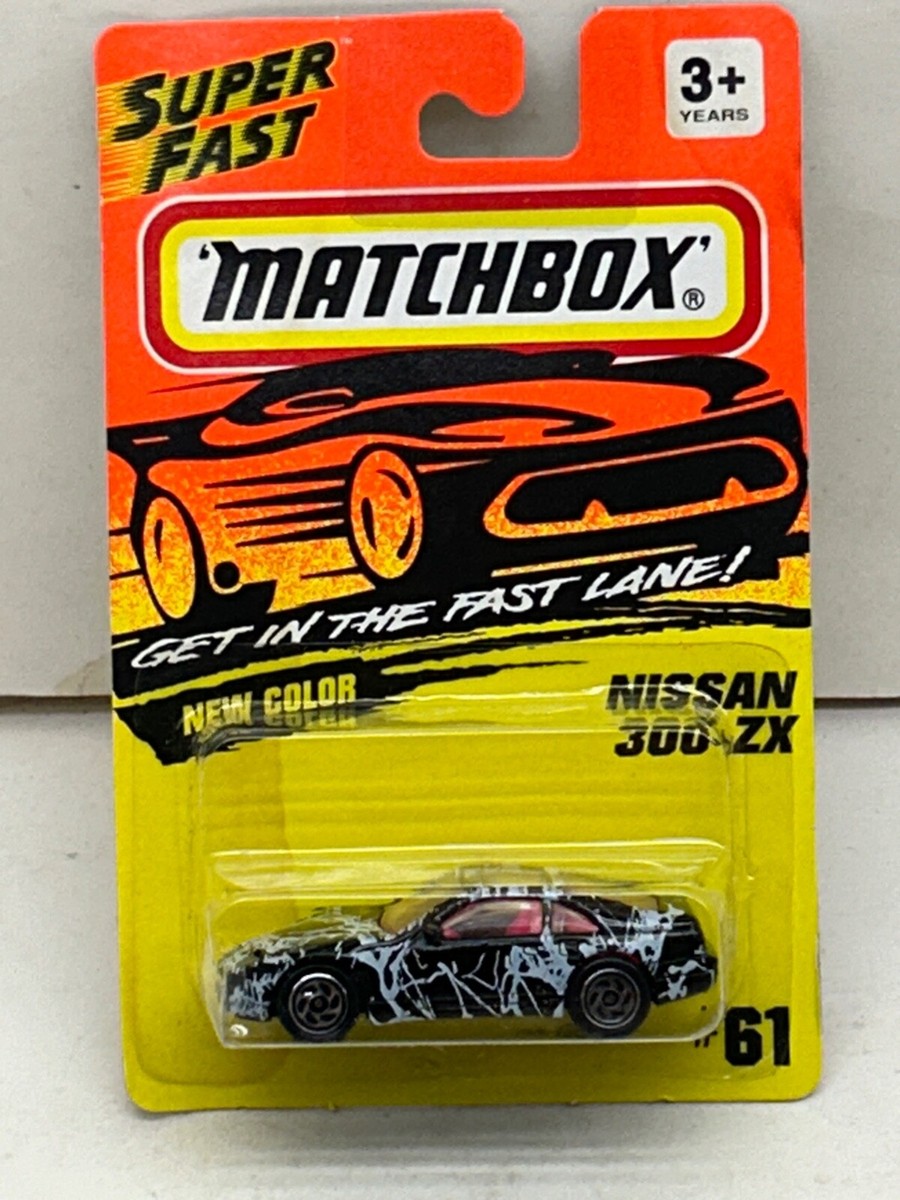 SUPER
FAST
3+
YEARS
'MATCHBOX'®
GET IN THE FAST LANE!
NEW COLOR
NISSAN
300 ZX
#61